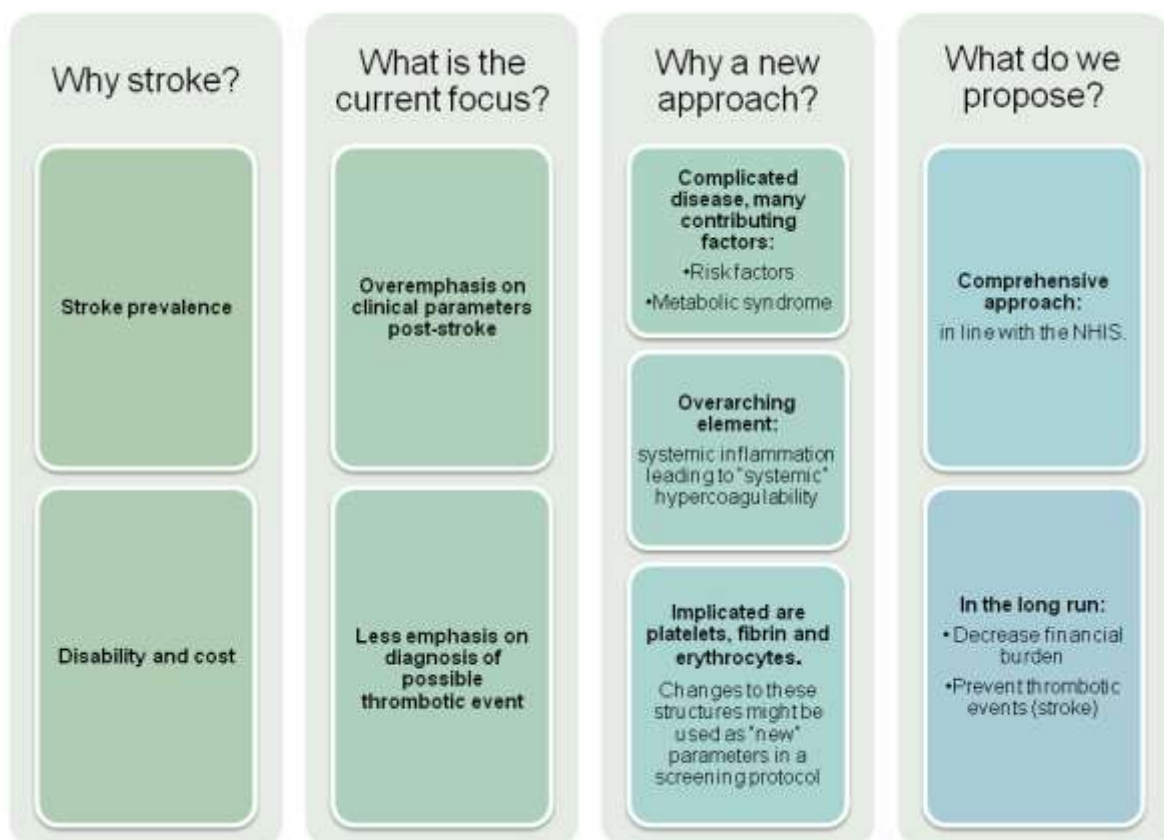 Why stroke?
Stroke prevalence
Disability and cost
What is the
current focus?
Overemphasis on
clinical parameters
post-stroke
Less emphasis on
diagnosis of
possible
thrombotic event
Why a new
approach?
Complicated
disease, many
contributing
factors:
•Risk factors
•Metabolic syndrome
Overarching
element:
systemic inflammation
leading to "systemic"
hypercoagulability
Implicated are
platelets, fibrin and
erythrocytes.
Changes to these
structures might be
used as "new"
parameters in a
screening protocol
What do we
propose?
Comprehensive
approach:
in line with the NHIS.
In the long run:
• Decrease financial
burden
•Prevent thrombotic
events (stroke)